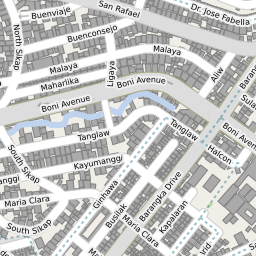 Buenviaje
San Rafael
Dr. Jose Fabella
North Sikap
Buenconsejo
Malaya
Malaya
Maharlika
Ligaya
Boni Avenue
Aliw
Boni Avenue
Tanglaw
Tanglaw
Boni Aven
South Sikap
Kayumanggi
Halcon
Ginhawa
Barangka Drive
Maria Clara
Busilak
Kapalaran
South Sikap
Maria Clara